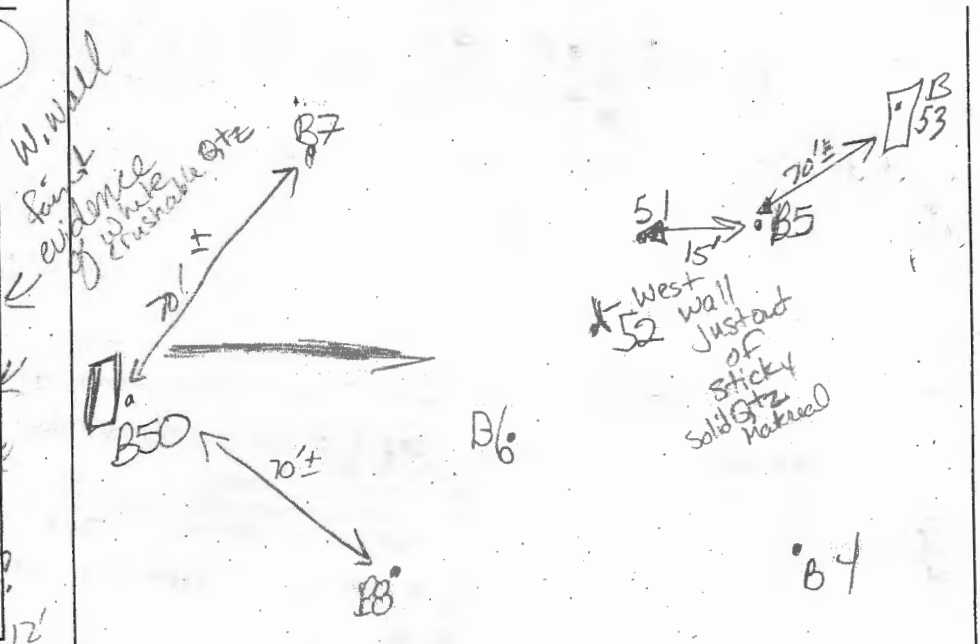 W. Wall
faint
evidence
of white
crushable Qtz
B7
70' ±
B50
70'±
B8
B6
B
53
70'±
51
15'
B5
52
West
Wall
Just out
of
sticky
solid Qtz
Material
B4
12'